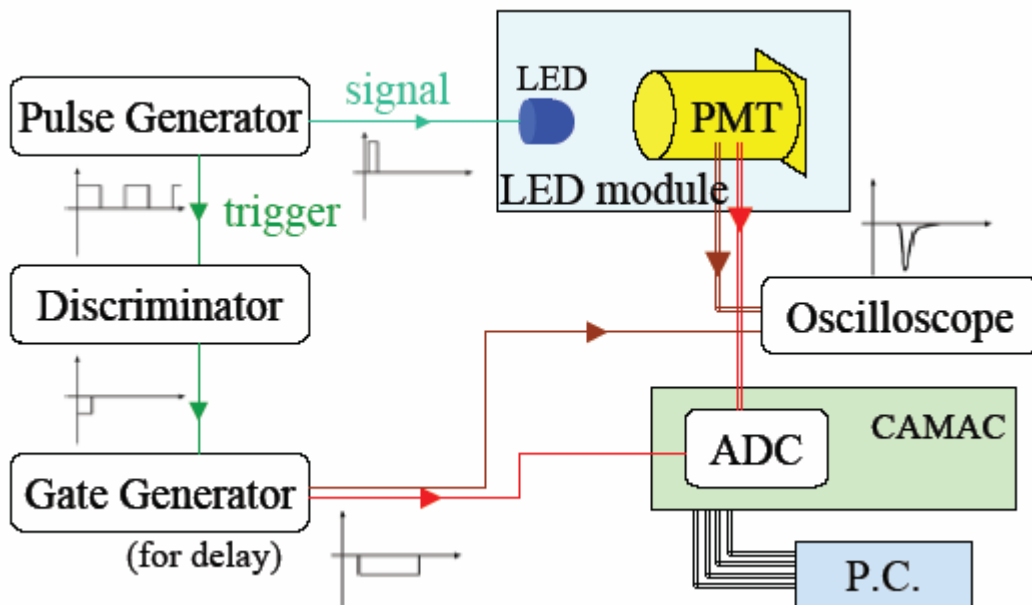 LED
signal
Pulse Generator
PMT
LED module
trigger
Discriminator
Oscilloscope
CAMAC
ADC
Gate Generator
(for delay)
P.C.